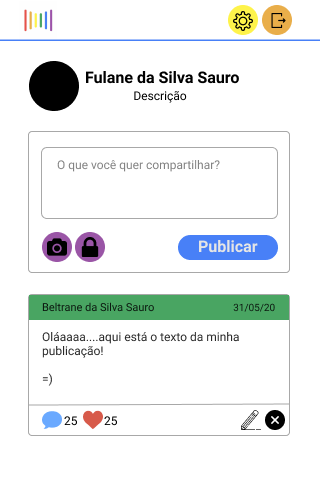 Fulane da Silva Sauro
Descrição
O que você quer compartilhar?
Publicar
Beltrane da Silva Sauro 31/05/20
Oláaaaa....aqui está o texto da minha
publicação!
=)
25 25